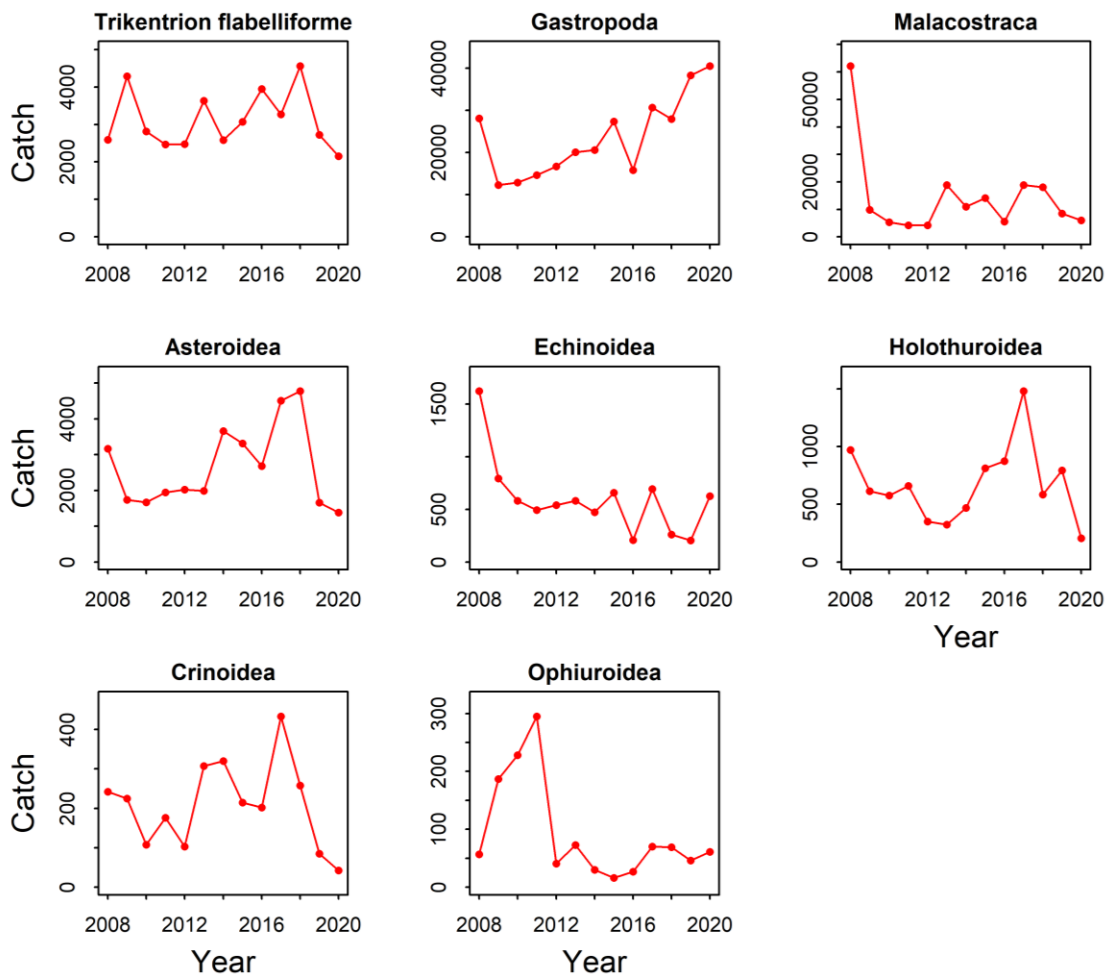 Trikentrion flabelliforme Gastropoda Malacostraca
Catch
0 2000 4000
0 20000 40000
0 20000 50000
2008 2012 2016 2020
2008 2012 2016 2020
2008 2012 2016 2020
Asteroidea Echinoidea Holothuroidea
Catch
0 2000 4000
0 500 1500
0 500 1000
2008 2012 2016 2020
2008 2012 2016 2020
2008 2012 2016 2020
Year
Crinoidea Ophiuroidea
Catch
0 200 400
0 100 200 300
2008 2012 2016 2020
2008 2012 2016 2020
Year Year